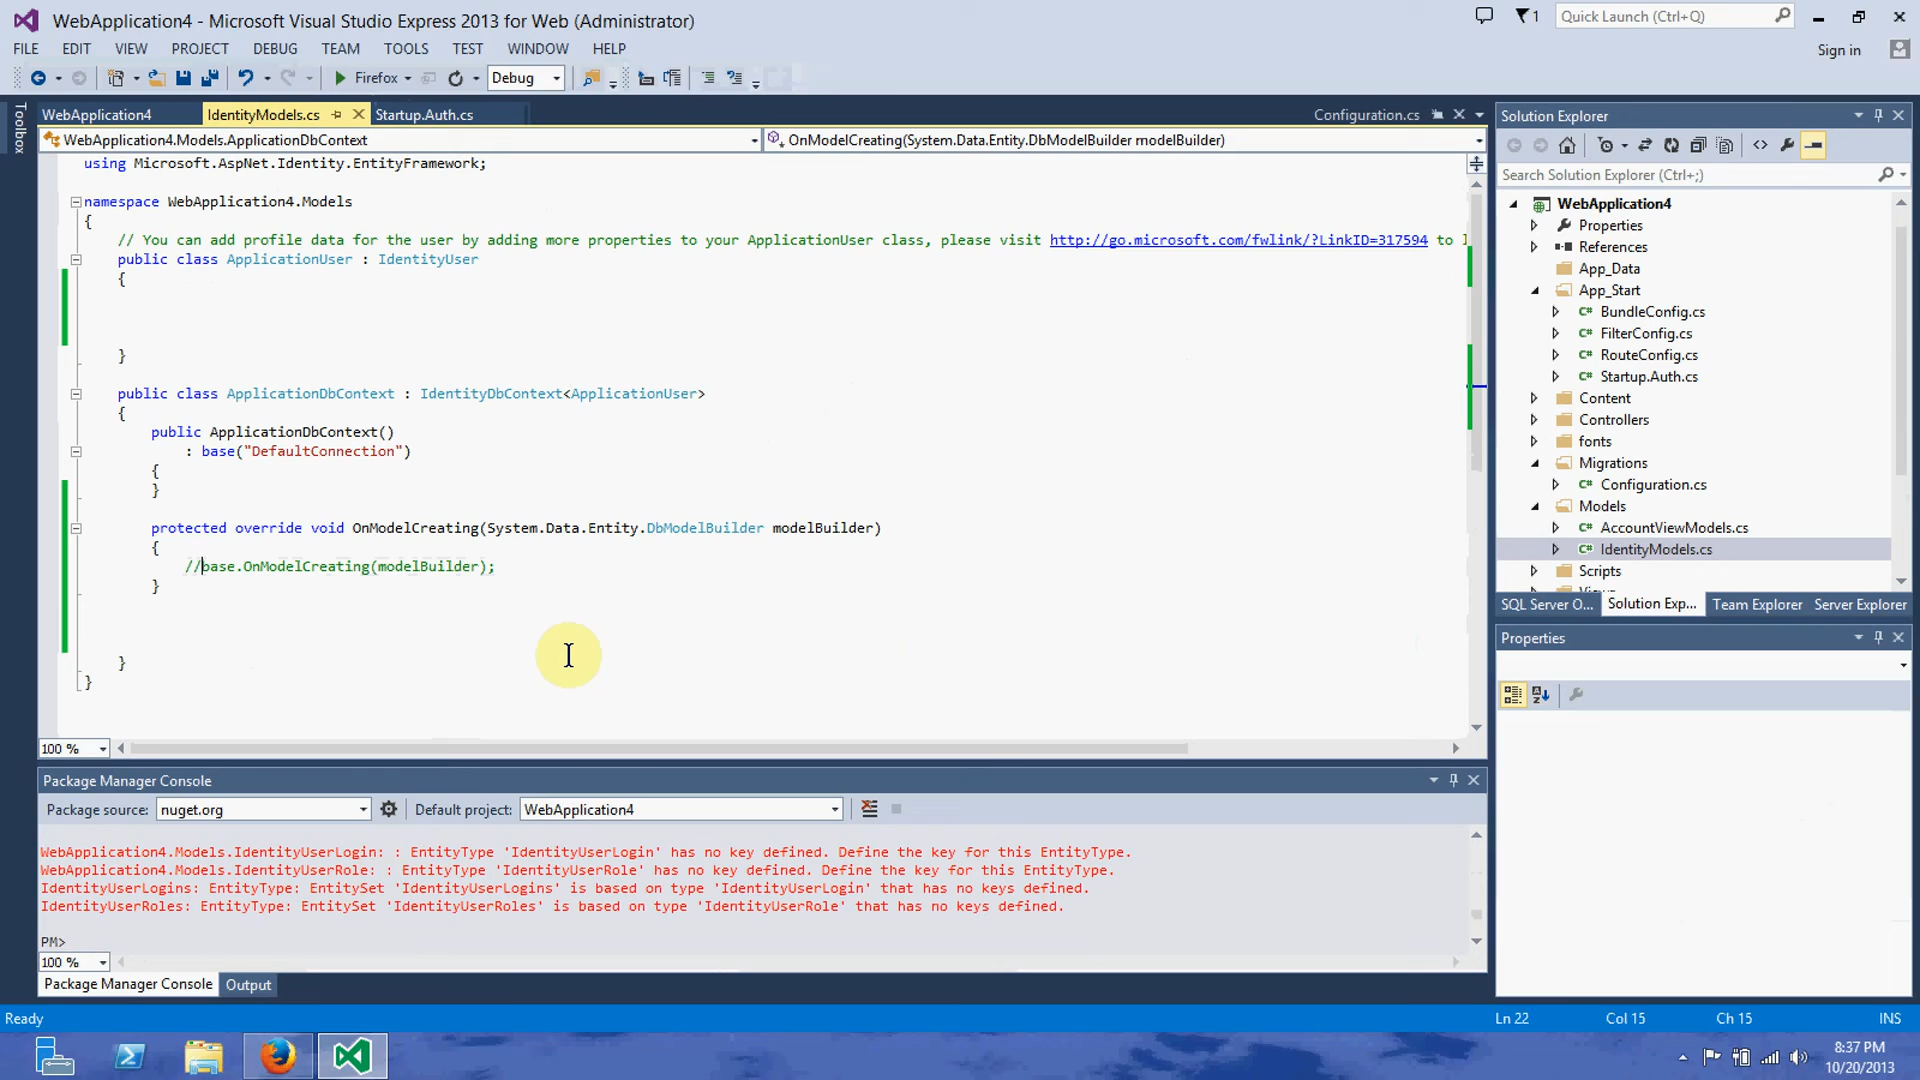 WebApplication4 - Microsoft Visual Studio Express 2013 for Web (Administrator)
1
Quick Launch (Ctrl+Q)
FILE EDIT VIEW PROJECT DEBUG TEAM TOOLS TEST WINDOW HELP
Sign in
Firefox
Debug
Toolbox
WebApplication4 IdentityModels.cs Startup.Auth.cs Configuration.cs
WebApplication4.Models.ApplicationDbContext
OnModelCreating(System.Data.Entity.DbModelBuilder modelBuilder)
using Microsoft.AspNet.Identity.EntityFramework;
namespace WebApplication4.Models
{
// You can add profile data for the user by adding more properties to your ApplicationUser class, please visit http://go.microsoft.com/fwlink/?LinkID=317594 to
public class ApplicationUser : IdentityUser
{
}
public class ApplicationDbContext : IdentityDbContext<ApplicationUser>
{
public ApplicationDbContext()
: base("DefaultConnection")
{
}
protected override void OnModelCreating(System.Data.Entity.DbModelBuilder modelBuilder)
{
//base.OnModelCreating(modelBuilder);
}
}
}
100 %
Package Manager Console
Package source: nuget.org Default project: WebApplication4
WebApplication4.Models.IdentityUserLogin: : EntityType 'IdentityUserLogin' has no key defined. Define the key for this EntityType.
WebApplication4.Models.IdentityUserRole: : EntityType 'IdentityUserRole' has no key defined. Define the key for this EntityType.
IdentityUserLogins: EntityType: EntitySet 'IdentityUserLogins' is based on type 'IdentityUserLogin' that has no keys defined.
IdentityUserRoles: EntityType: EntitySet 'IdentityUserRoles' is based on type 'IdentityUserRole' that has no keys defined.
PM>
100 %
Package Manager Console Output
Solution Explorer
Search Solution Explorer (Ctrl+;)
WebApplication4
Properties
References
App_Data
App_Start
C# BundleConfig.cs
C# FilterConfig.cs
C# RouteConfig.cs
C# Startup.Auth.cs
Content
Controllers
fonts
Migrations
C# Configuration.cs
Models
C# AccountViewModels.cs
C# IdentityModels.cs
Scripts
SQL Server O... Solution Exp... Team Explorer Server Explorer
Properties
Ready
Ln 22 Col 15 Ch 15 INS
8:37 PM
10/20/2013